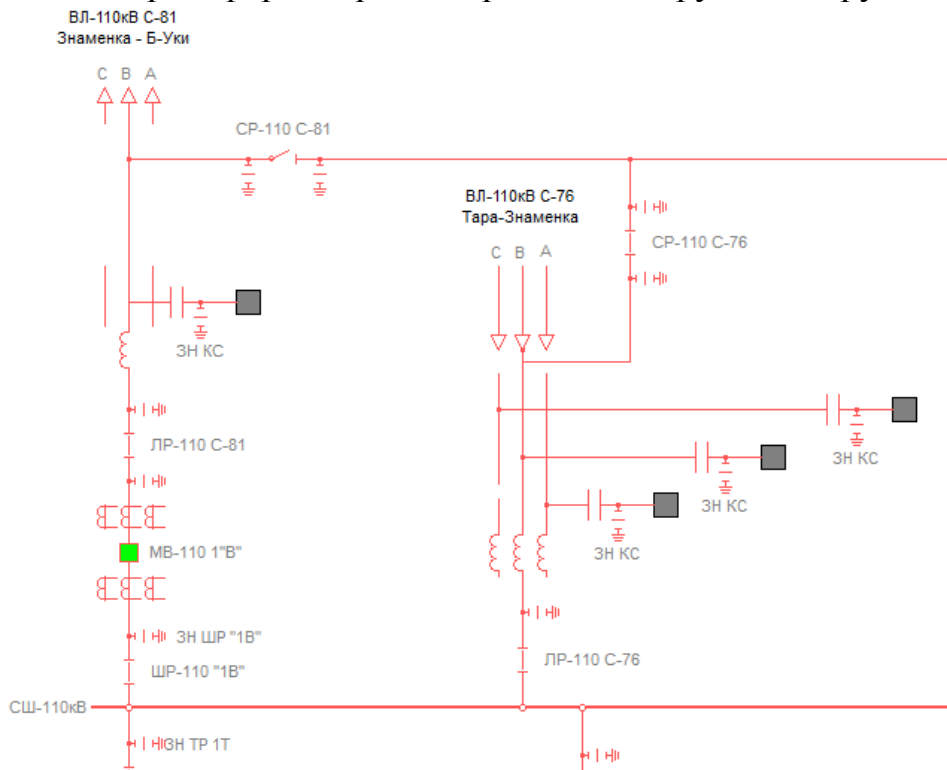 ВЛ-110кВ С-81
Знаменка - Б-Уки
С В А
СР-110 С-81
ВЛ-110кВ С-76
Тара-Знаменка
С В А
СР-110 С-76
ЗН КС
ЛР-110 С-81
ЗН КС
ЗН КС
ЗН КС
МВ-110 1"В"
ЗН ШР "1В"
ШР-110 "1В"
ЛР-110 С-76
СШ-110кВ
ЗН ТР 1Т